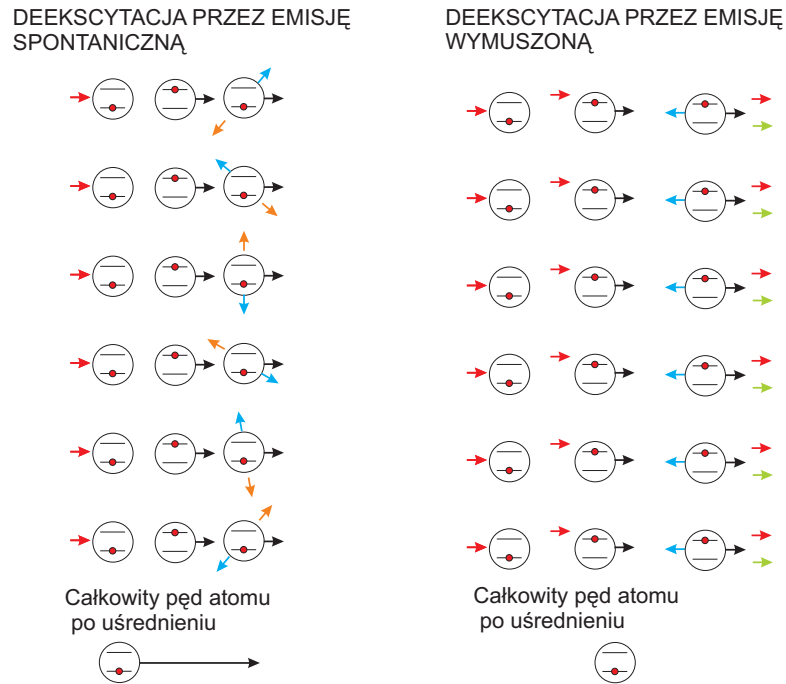 DEEKSCYTACJA PRZEZ EMISJĘ
SPONTANICZNĄ
DEEKSCYTACJA PRZEZ EMISJĘ
WYMUSZONĄ
Całkowity pęd atomu
po uśrednieniu
Całkowity pęd atomu
po uśrednieniu